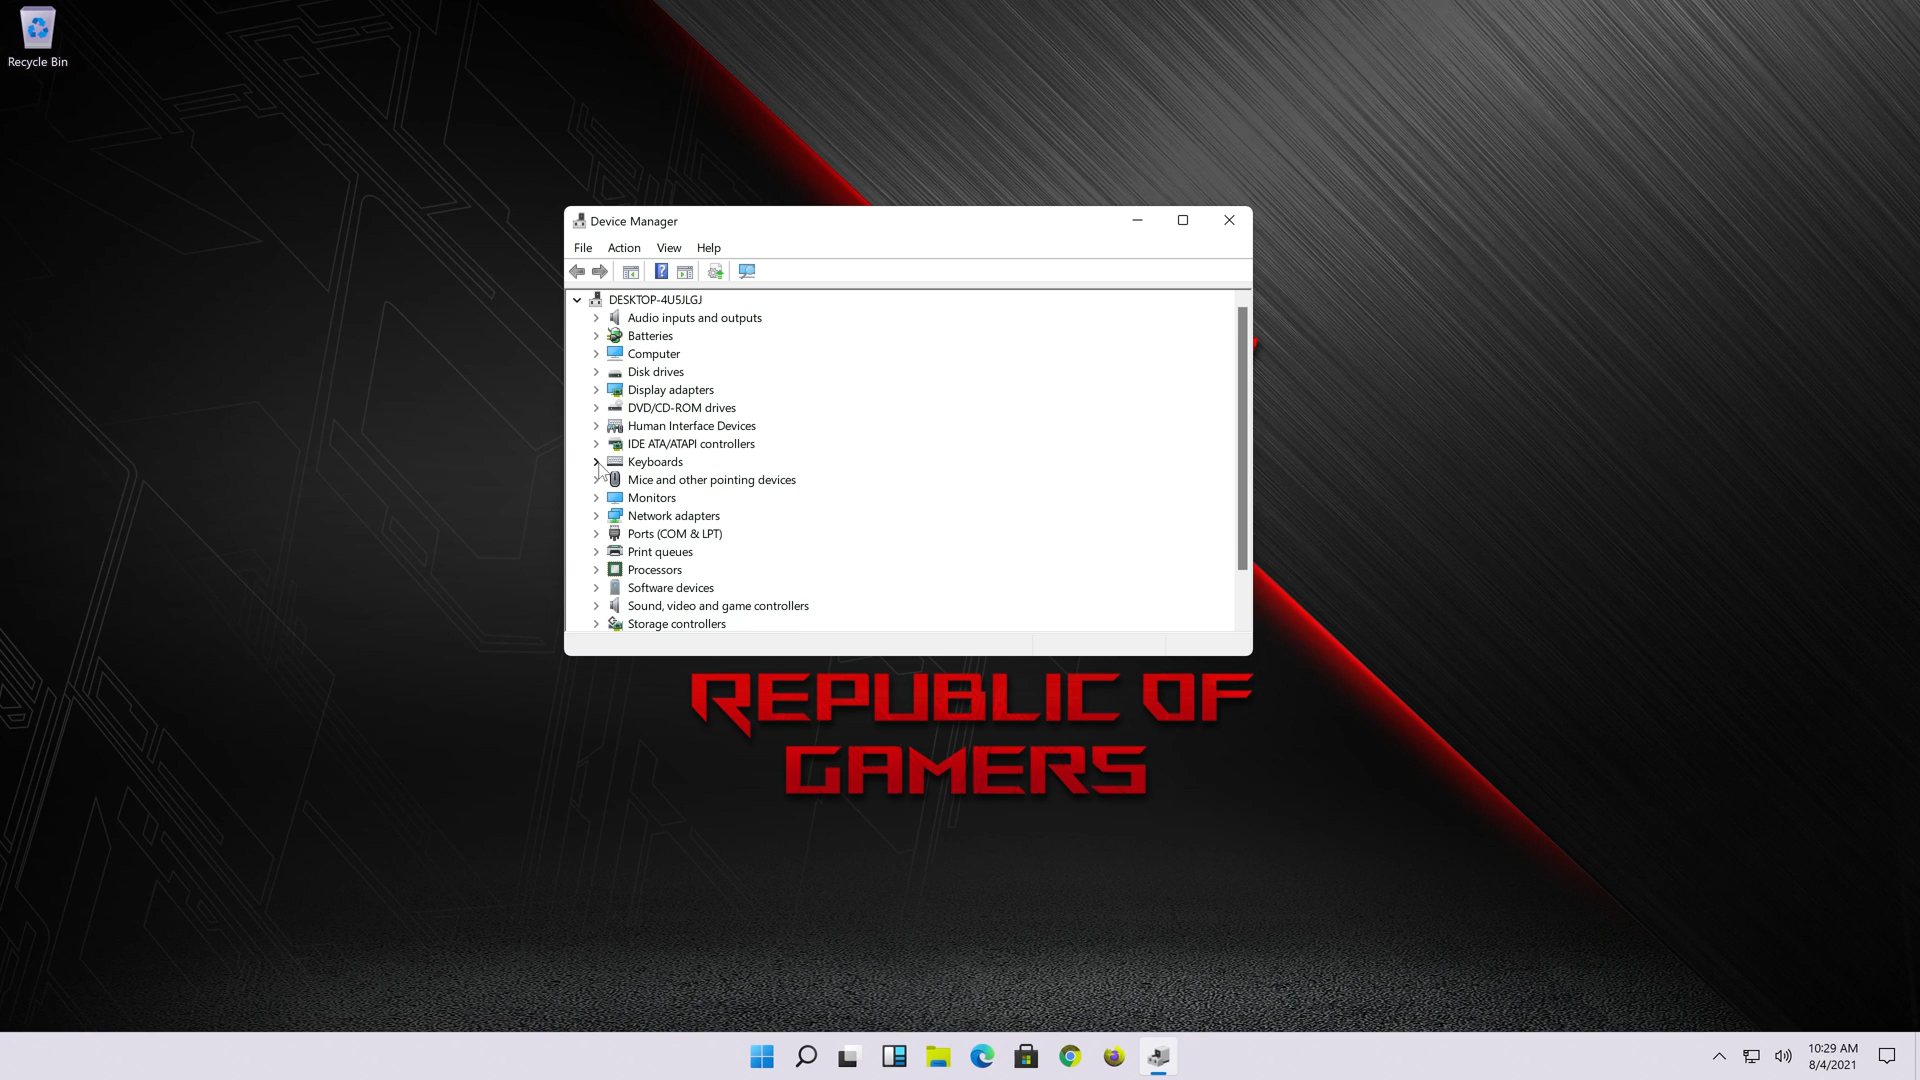 Recycle Bin
Device Manager
File Action View Help
DESKTOP-4U5JLGJ
Audio inputs and outputs
Batteries
Computer
Disk drives
Display adapters
DVD/CD-ROM drives
Human Interface Devices
IDE ATA/ATAPI controllers
Keyboards
Mice and other pointing devices
Monitors
Network adapters
Ports (COM & LPT)
Print queues
Processors
Software devices
Sound, video and game controllers
Storage controllers
REPUBLIC OF
GAMERS
10:29 AM
8/4/2021